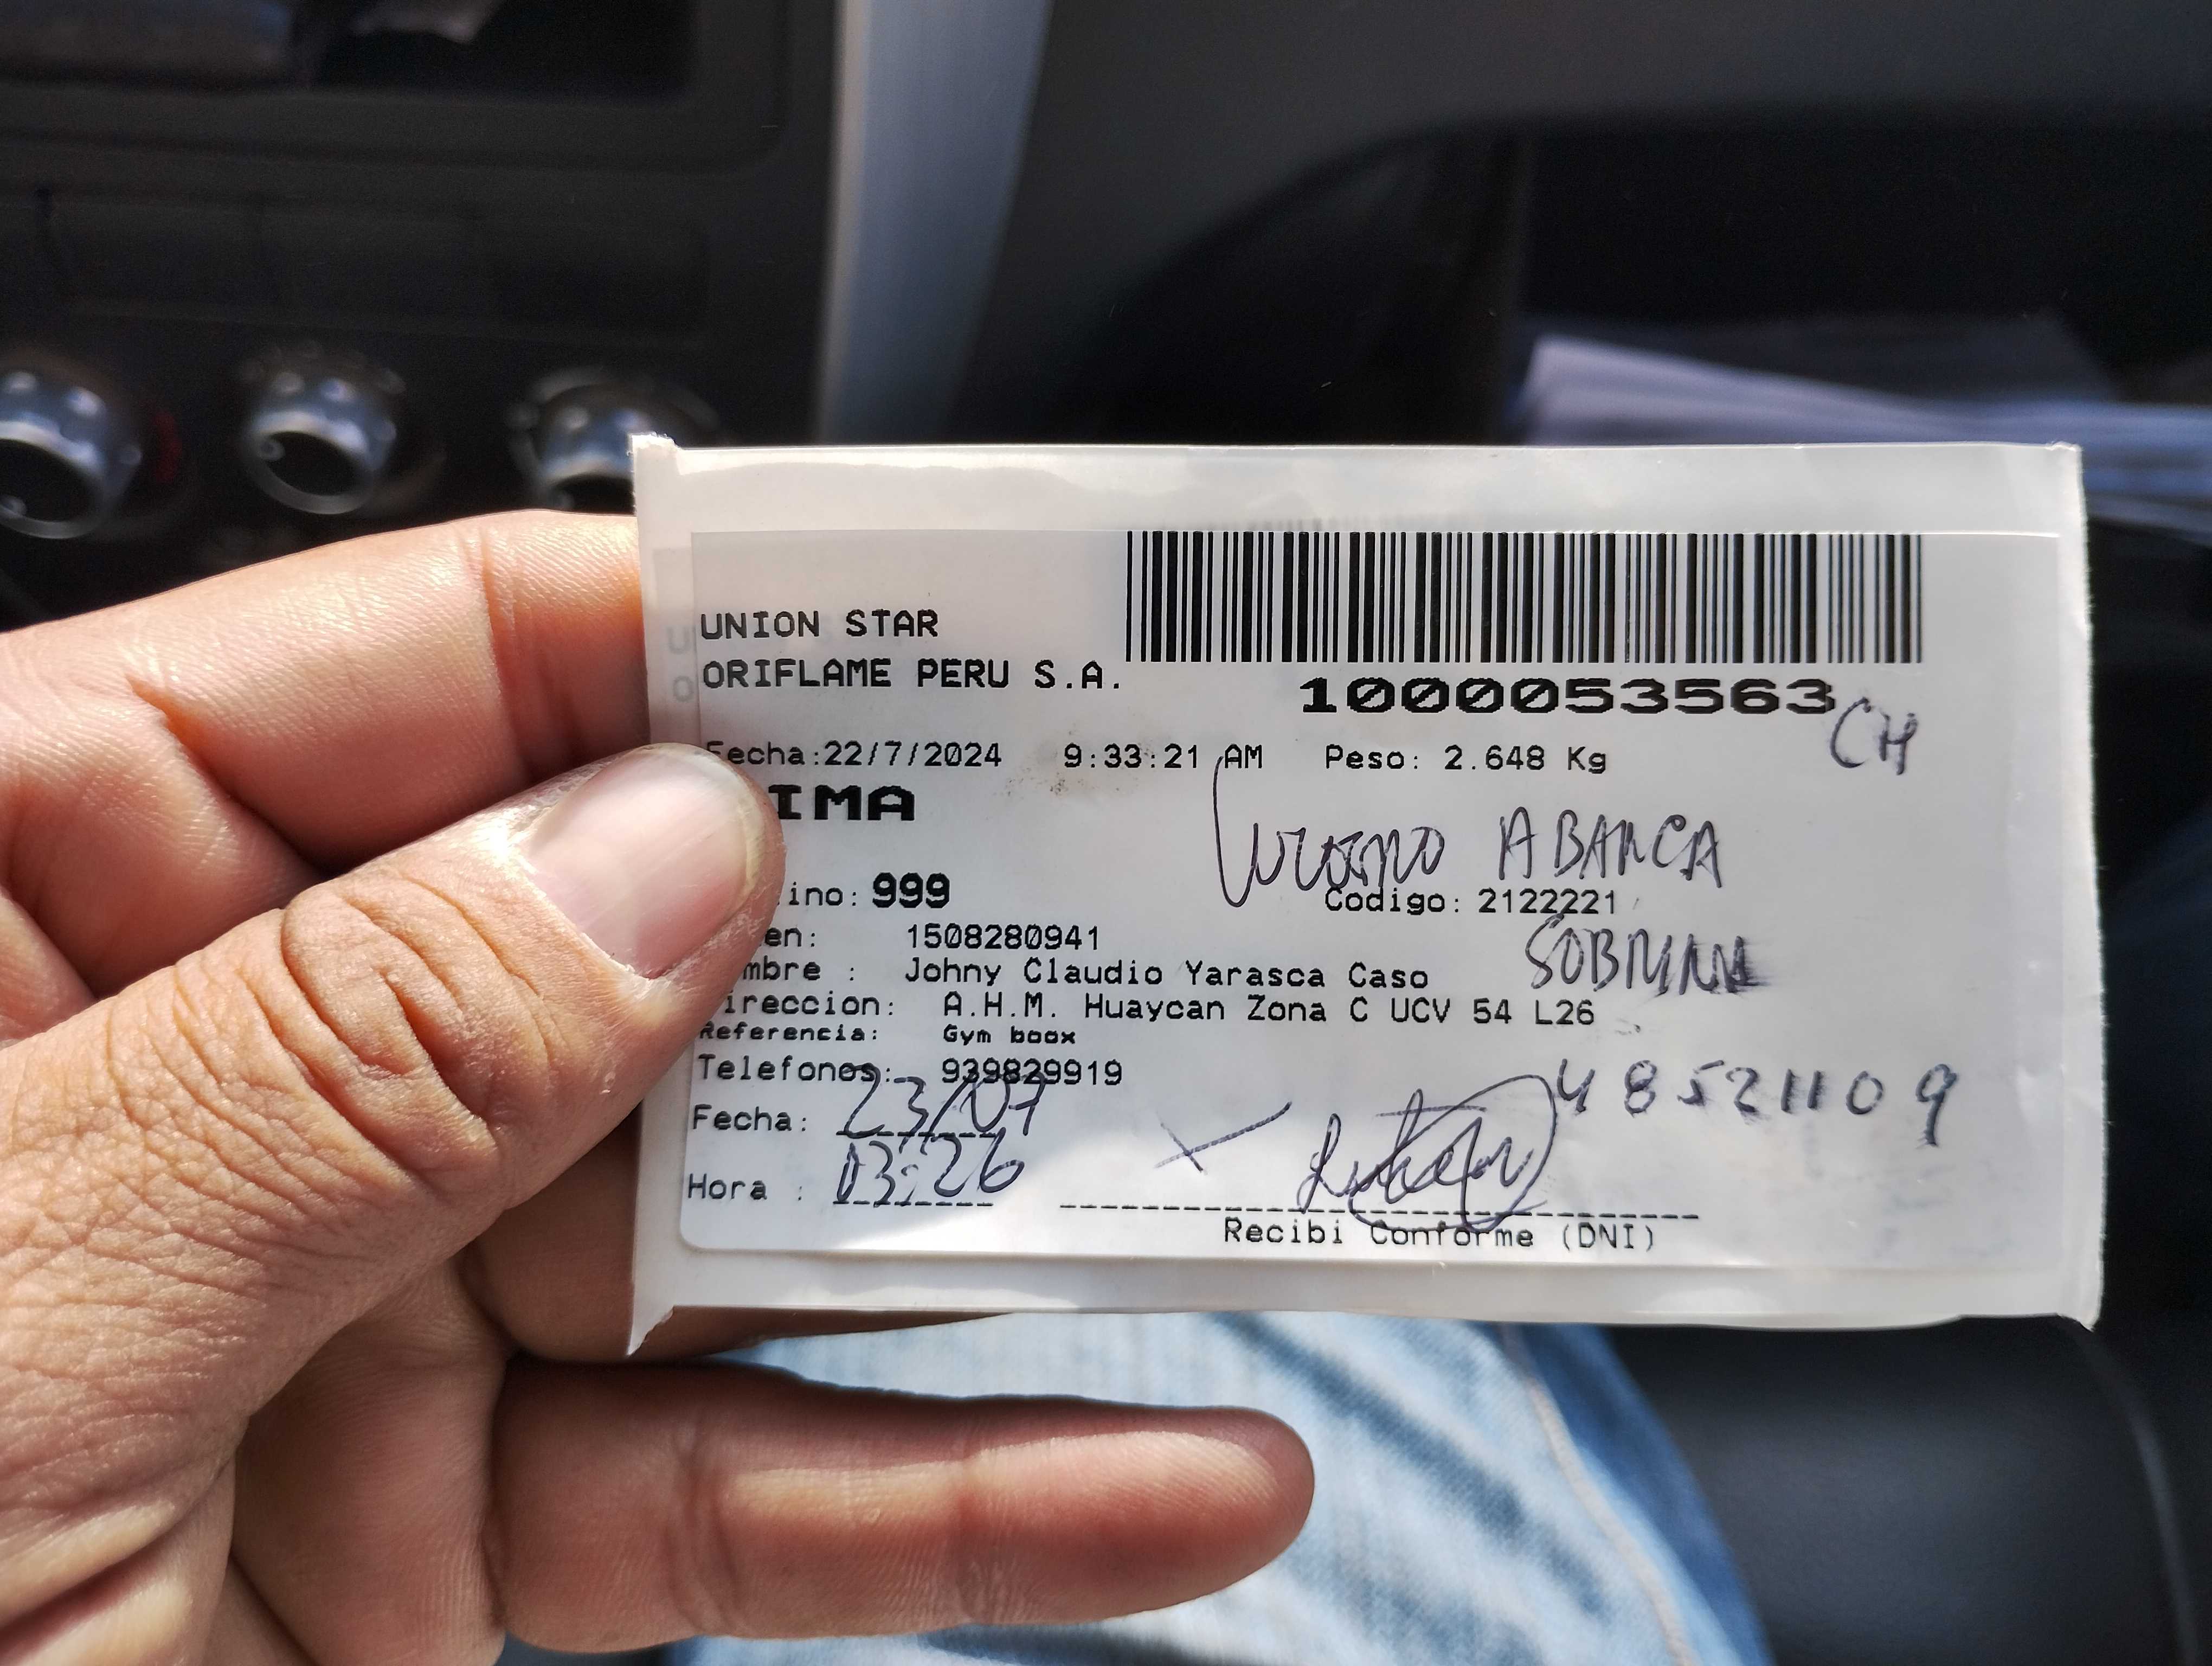 UNION STAR
ORIFLAME PERU S.A.
1000053563
CH
Fecha:22/7/2024 9:33:21 AM Peso: 2.648 Kg
IMA
ABARCA
ino: 999 Codigo: 2122221
en: 1508280941
SOBRINA
mbre : Johny Claudio Yarasca Caso
ireccion: A.H.M. Huaycan Zona C UCV 54 L26
Referencia: Gym boox
Telefonos: 939829919
48521109
Fecha: 23/07
Hora : 13:26
Recibi Conforme (DNI)